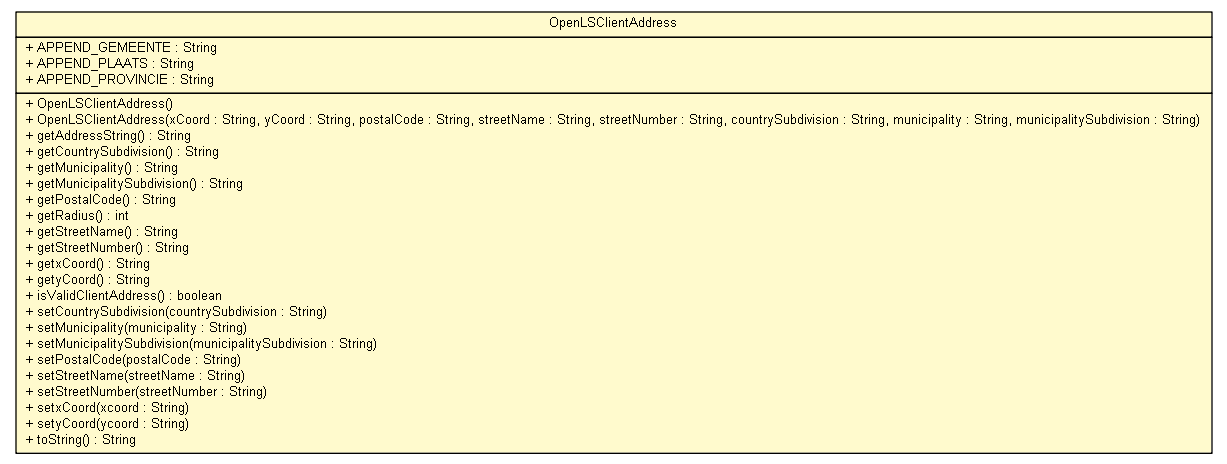 OpenLSClientAddress
+ APPEND_GEMEENTE : String
+ APPEND_PLAATS : String
+ APPEND_PROVINCIE : String
+ OpenLSClientAddress()
+ OpenLSClientAddress(xCoord : String, yCoord : String, postalCode : String, streetName : String, streetNumber : String, countrySubdivision : String, municipality : String, municipalitySubdivision : String)
+ getAddressString() : String
+ getCountrySubdivision() : String
+ getMunicipality() : String
+ getMunicipalitySubdivision() : String
+ getPostalCode() : String
+ getRadius() : int
+ getStreetName() : String
+ getStreetNumber() : String
+ getxCoord() : String
+ getyCoord() : String
+ isValidClientAddress() : boolean
+ setCountrySubdivision(countrySubdivision : String)
+ setMunicipality(municipality : String)
+ setMunicipalitySubdivision(municipalitySubdivision : String)
+ setPostalCode(postalCode : String)
+ setStreetName(streetName : String)
+ setStreetNumber(streetNumber : String)
+ setxCoord(xcoord : String)
+ setyCoord(ycoord : String)
+ toString() : String